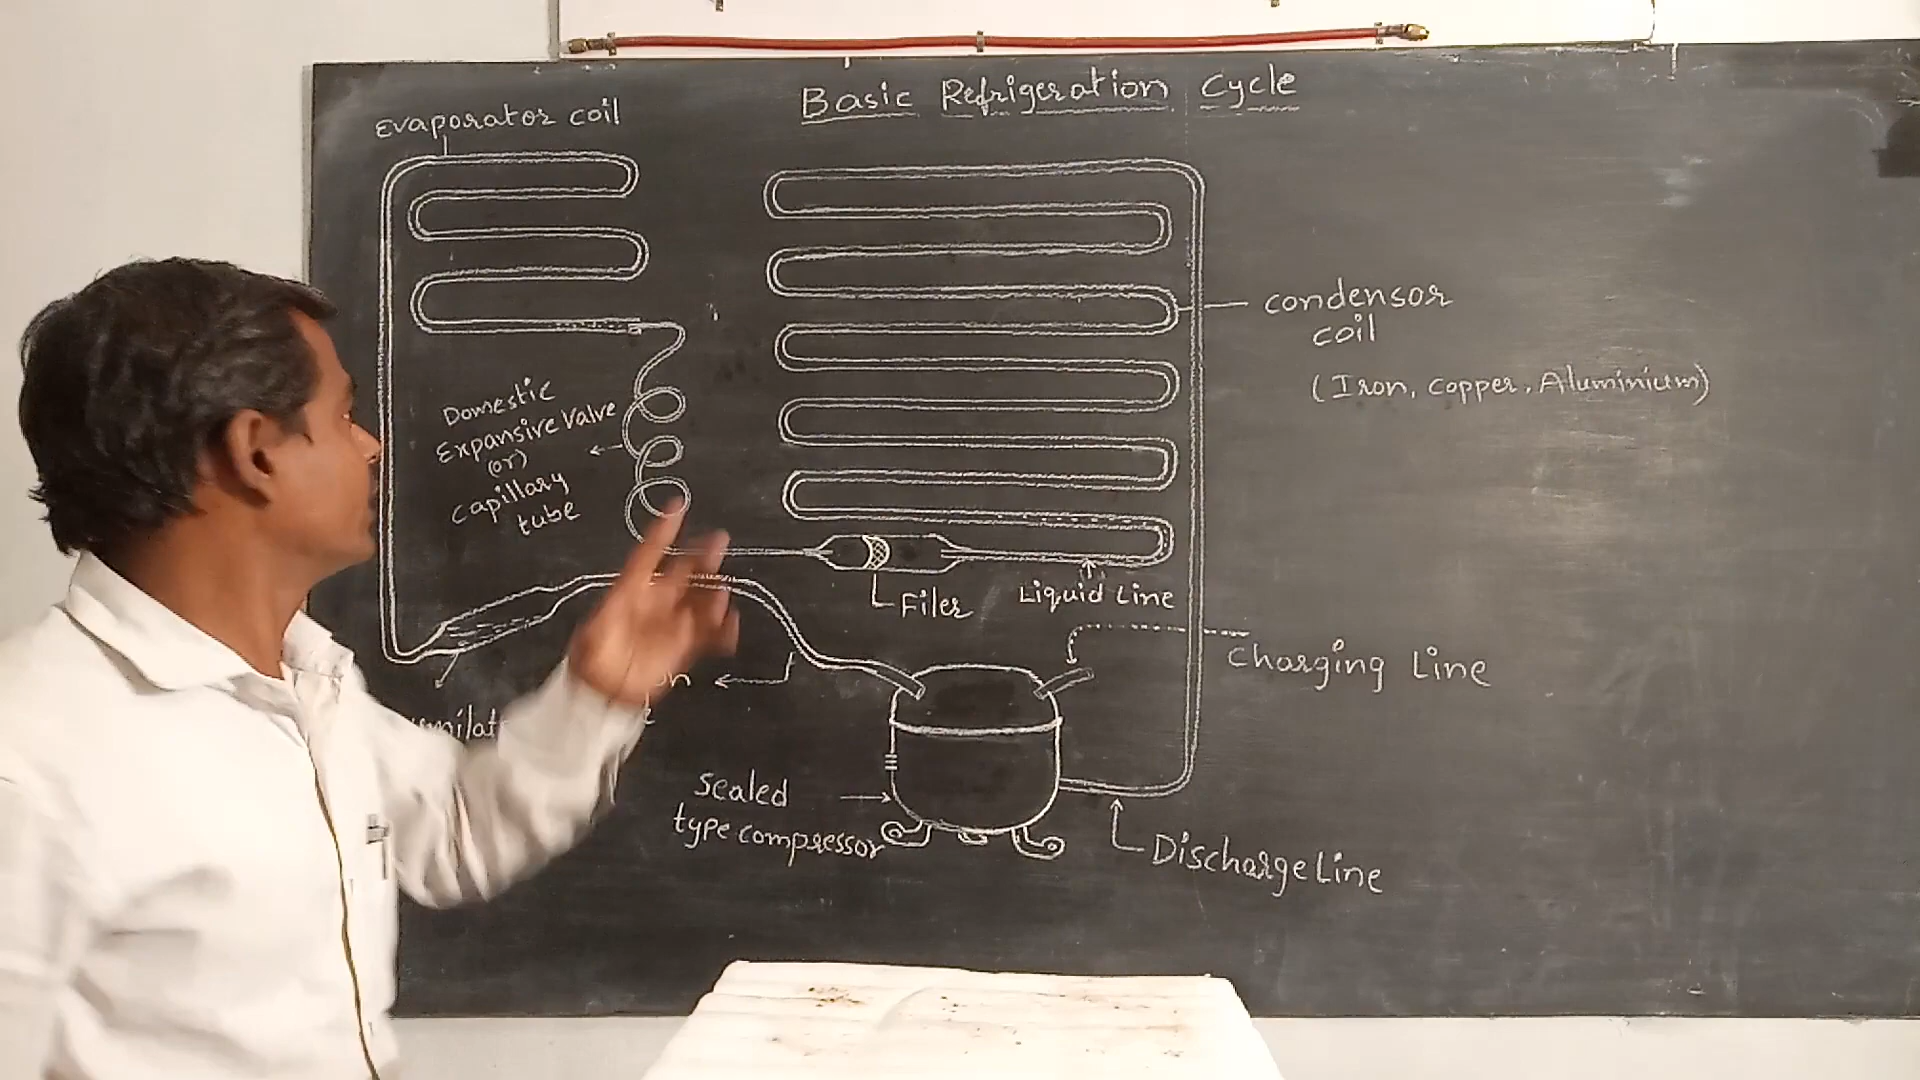 Basic Refrigeration Cycle
Evaporator coil
condensor
coil
(Iron, copper, Aluminium)
Domestic
Expansive Valve
(or)
capillary
tube
Filer
Liquid Line
charging Line
sealed
type compressor
Discharge Line